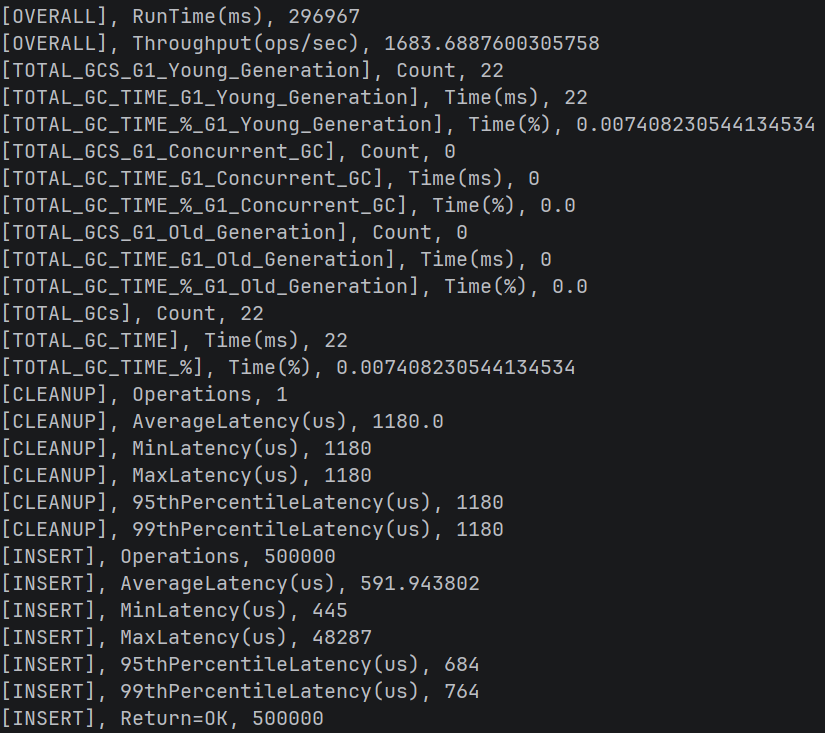 [OVERALL], RunTime(ms), 296967
[OVERALL], Throughput(ops/sec), 1683.6887600305758
[TOTAL_GCS_G1_Young_Generation], Count, 22
[TOTAL_GC_TIME_G1_Young_Generation], Time(ms), 22
[TOTAL_GC_TIME_%_G1_Young_Generation], Time(%), 0.007408230544134534
[TOTAL_GCS_G1_Concurrent_GC], Count, 0
[TOTAL_GC_TIME_G1_Concurrent_GC], Time(ms), 0
[TOTAL_GC_TIME_%_G1_Concurrent_GC], Time(%), 0.0
[TOTAL_GCS_G1_Old_Generation], Count, 0
[TOTAL_GC_TIME_G1_Old_Generation], Time(ms), 0
[TOTAL_GC_TIME_%_G1_Old_Generation], Time(%), 0.0
[TOTAL_GCs], Count, 22
[TOTAL_GC_TIME], Time(ms), 22
[TOTAL_GC_TIME_%], Time(%), 0.007408230544134534
[CLEANUP], Operations, 1
[CLEANUP], AverageLatency(us), 1180.0
[CLEANUP], MinLatency(us), 1180
[CLEANUP], MaxLatency(us), 1180
[CLEANUP], 95thPercentileLatency(us), 1180
[CLEANUP], 99thPercentileLatency(us), 1180
[INSERT], Operations, 500000
[INSERT], AverageLatency(us), 591.943802
[INSERT], MinLatency(us), 445
[INSERT], MaxLatency(us), 48287
[INSERT], 95thPercentileLatency(us), 684
[INSERT], 99thPercentileLatency(us), 764
[INSERT], Return=OK, 500000